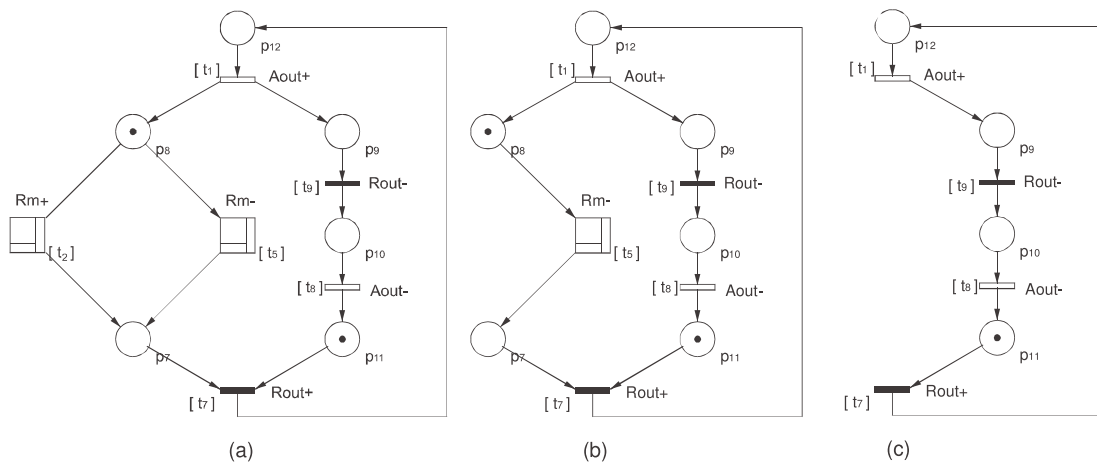 p12
[ t1]
Aout+
p8
p9
Rm+
Rm-
[ t9]
Rout-
[ t2]
[ t5]
p10
[ t8]
Aout-
p7
p11
Rout+
[ t7]
(a)
p12
[ t1]
Aout+
p8
p9
Rm-
[ t9]
Rout-
[ t5]
p10
[ t8]
Aout-
p7
p11
Rout+
[ t7]
(b)
p12
[ t1]
Aout+
p9
[ t9]
Rout-
p10
[ t8]
Aout-
p11
Rout+
[ t7]
(c)